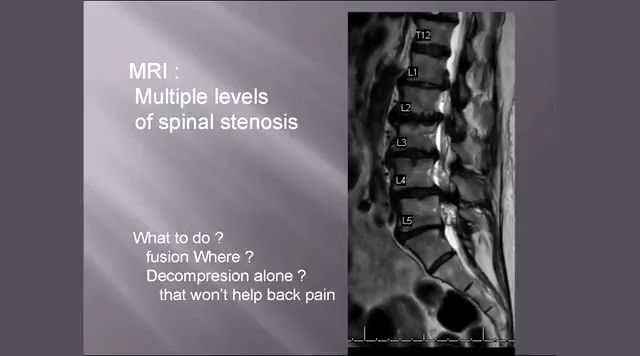 MRI :
Multiple levels
of spinal stenosis
What to do ?
fusion Where ?
Decompresion alone ?
that won't help back pain
T12
L1
L2
L3
L4
L5